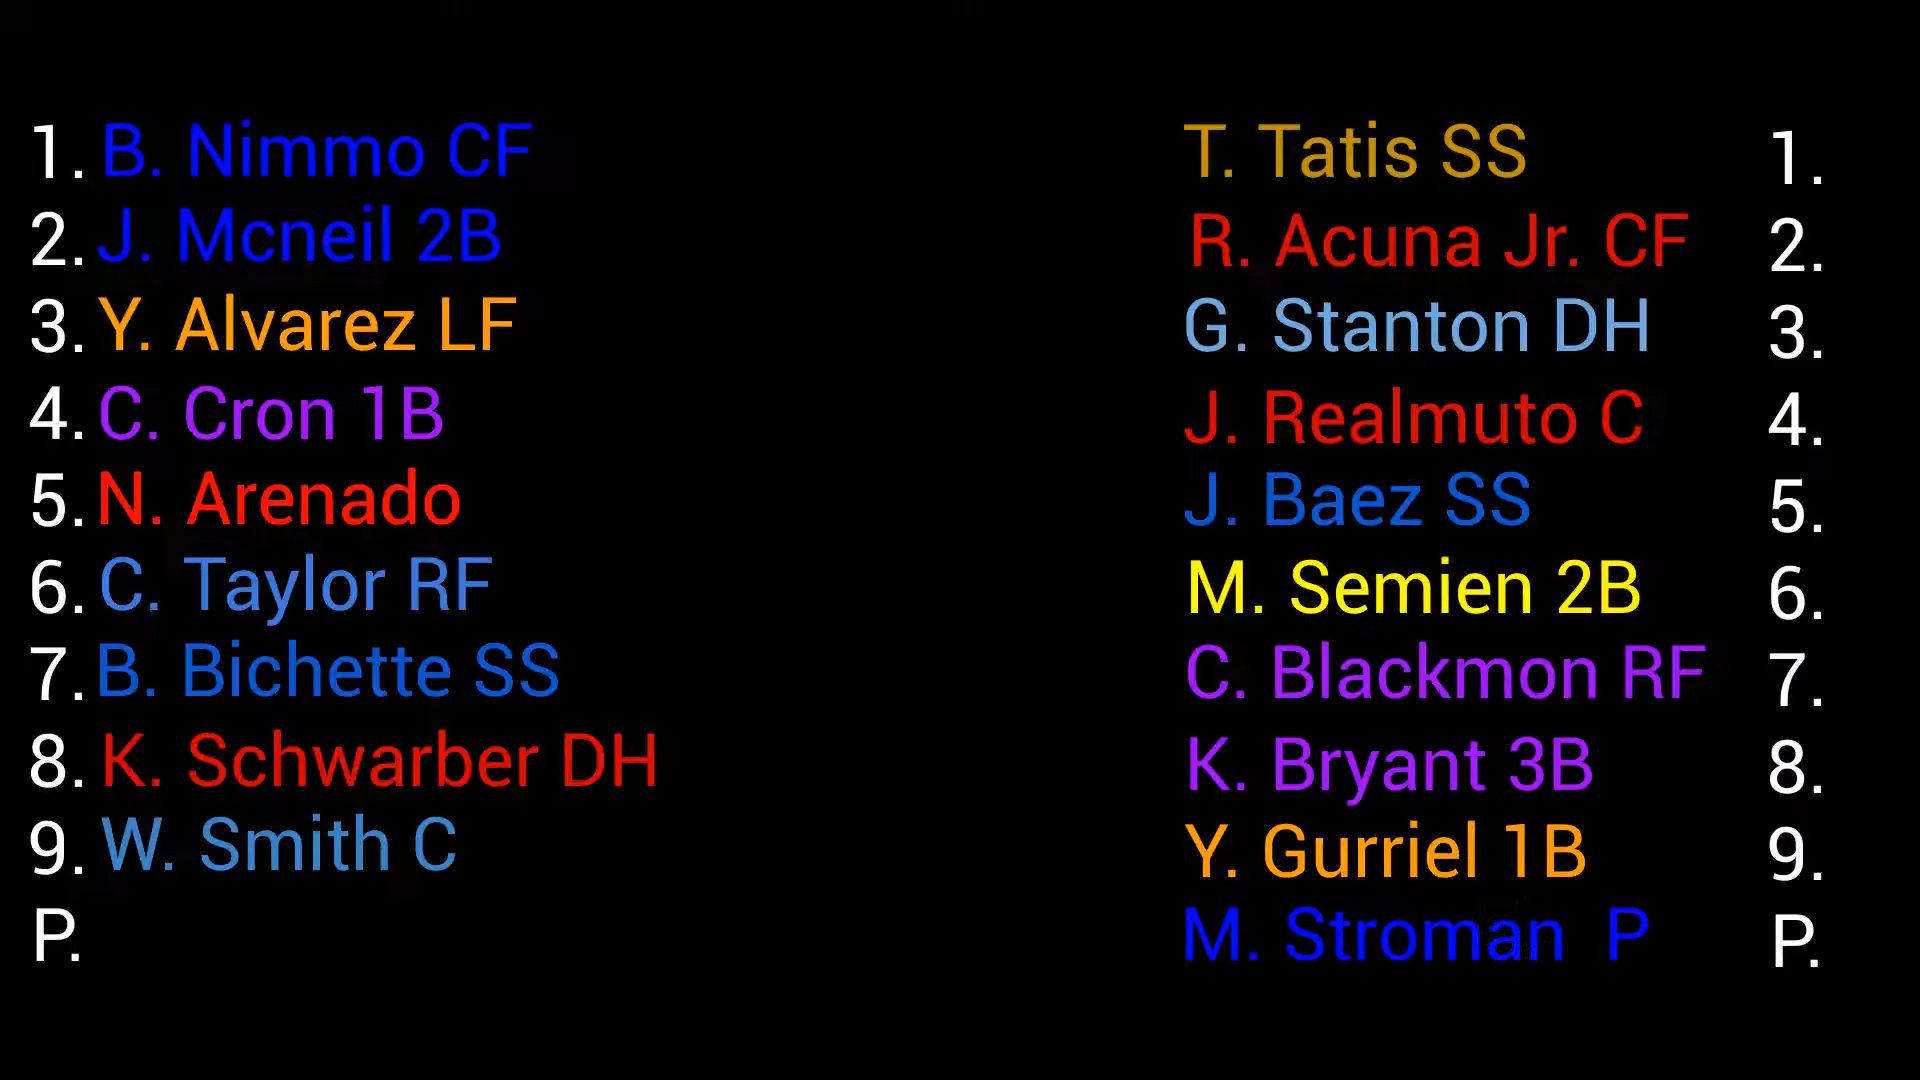 1. B. Nimmo CF
2. J. Mcneil 2B
3. Y. Alvarez LF
4. C. Cron 1B
5. N. Arenado
6. C. Taylor RF
7. B. Bichette SS
8. K. Schwarber DH
9. W. Smith C
P.
T. Tatis SS 1.
R. Acuna Jr. CF 2.
G. Stanton DH 3.
J. Realmuto C 4.
J. Baez SS 5.
M. Semien 2B 6.
C. Blackmon RF 7.
K. Bryant 3B 8.
Y. Gurriel 1B 9.
M. Stroman P P.